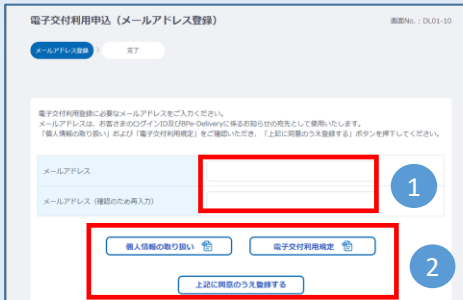 電子交付利用申込（メールアドレス登録）
画面No.：DL01-10
メールアドレス登録
完了
電子交付利用登録に必要なメールアドレスをご入力ください。
メールアドレスは、お客さまのログインID及びBPe-Deliveryに係るお知らせの宛先として使用いたします。
「個人情報の取り扱い」および「電子交付利用規定」をご確認いただき、「上記に同意のうえ登録する」ボタンを押下してください。
メールアドレス
1
メールアドレス（確認のため再入力）
個人情報の取り扱い
電子交付利用規定
2
上記に同意のうえ登録する